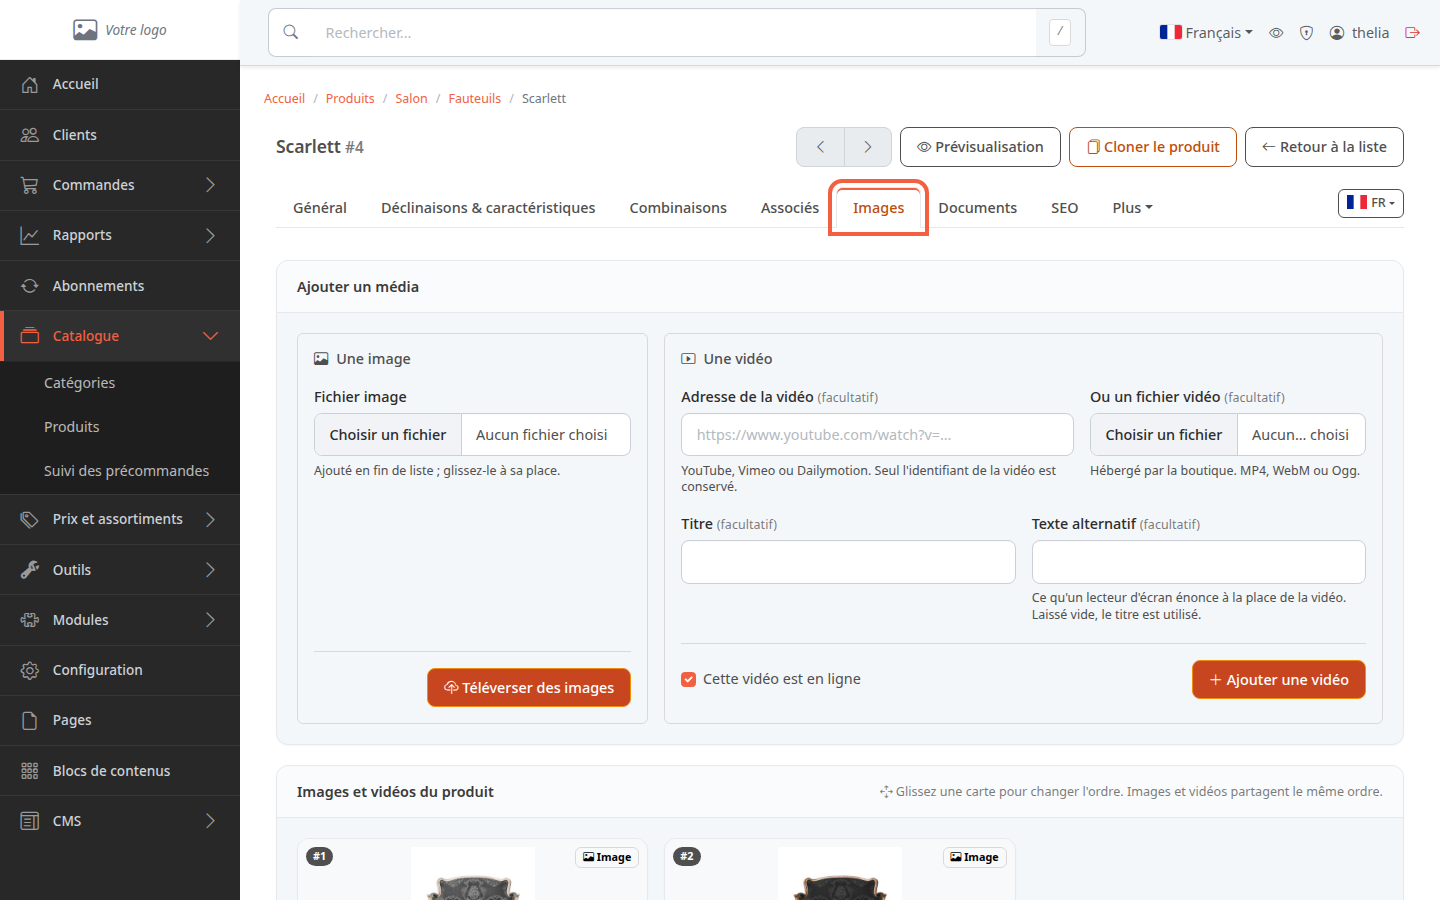 Votre logo
Rechercher...
/
Français
thelia
Accueil
Clients
Commandes
Rapports
Abonnements
Catalogue
Catégories
Produits
Suivi des précommandes
Prix et assortiments
Outils
Modules
Configuration
Pages
Blocs de contenus
CMS
Accueil / Produits / Salon / Fauteuils / Scarlett
Scarlett #4
Prévisualisation
Cloner le produit
Retour à la liste
Général
Déclinaisons & caractéristiques
Combinaisons
Associés
Images
Documents
SEO
Plus
FR
Ajouter un média
Une image
Fichier image
Choisir un fichier
Aucun fichier choisi
Ajouté en fin de liste ; glissez-le à sa place.
Téléverser des images
Une vidéo
Adresse de la vidéo (facultatif)
https://www.youtube.com/watch?v=...
YouTube, Vimeo ou Dailymotion. Seul l'identifiant de la vidéo est
conservé.
Ou un fichier vidéo (facultatif)
Choisir un fichier
Aucun... choisi
Hébergé par la boutique. MP4, WebM ou Ogg.
Titre (facultatif)
Texte alternatif (facultatif)
Ce qu'un lecteur d'écran énonce à la place de la vidéo.
Laissé vide, le titre est utilisé.
Cette vidéo est en ligne
Ajouter une vidéo
Images et vidéos du produit
Glissez une carte pour changer l'ordre. Images et vidéos partagent le même ordre.
#1
Image
#2
Image